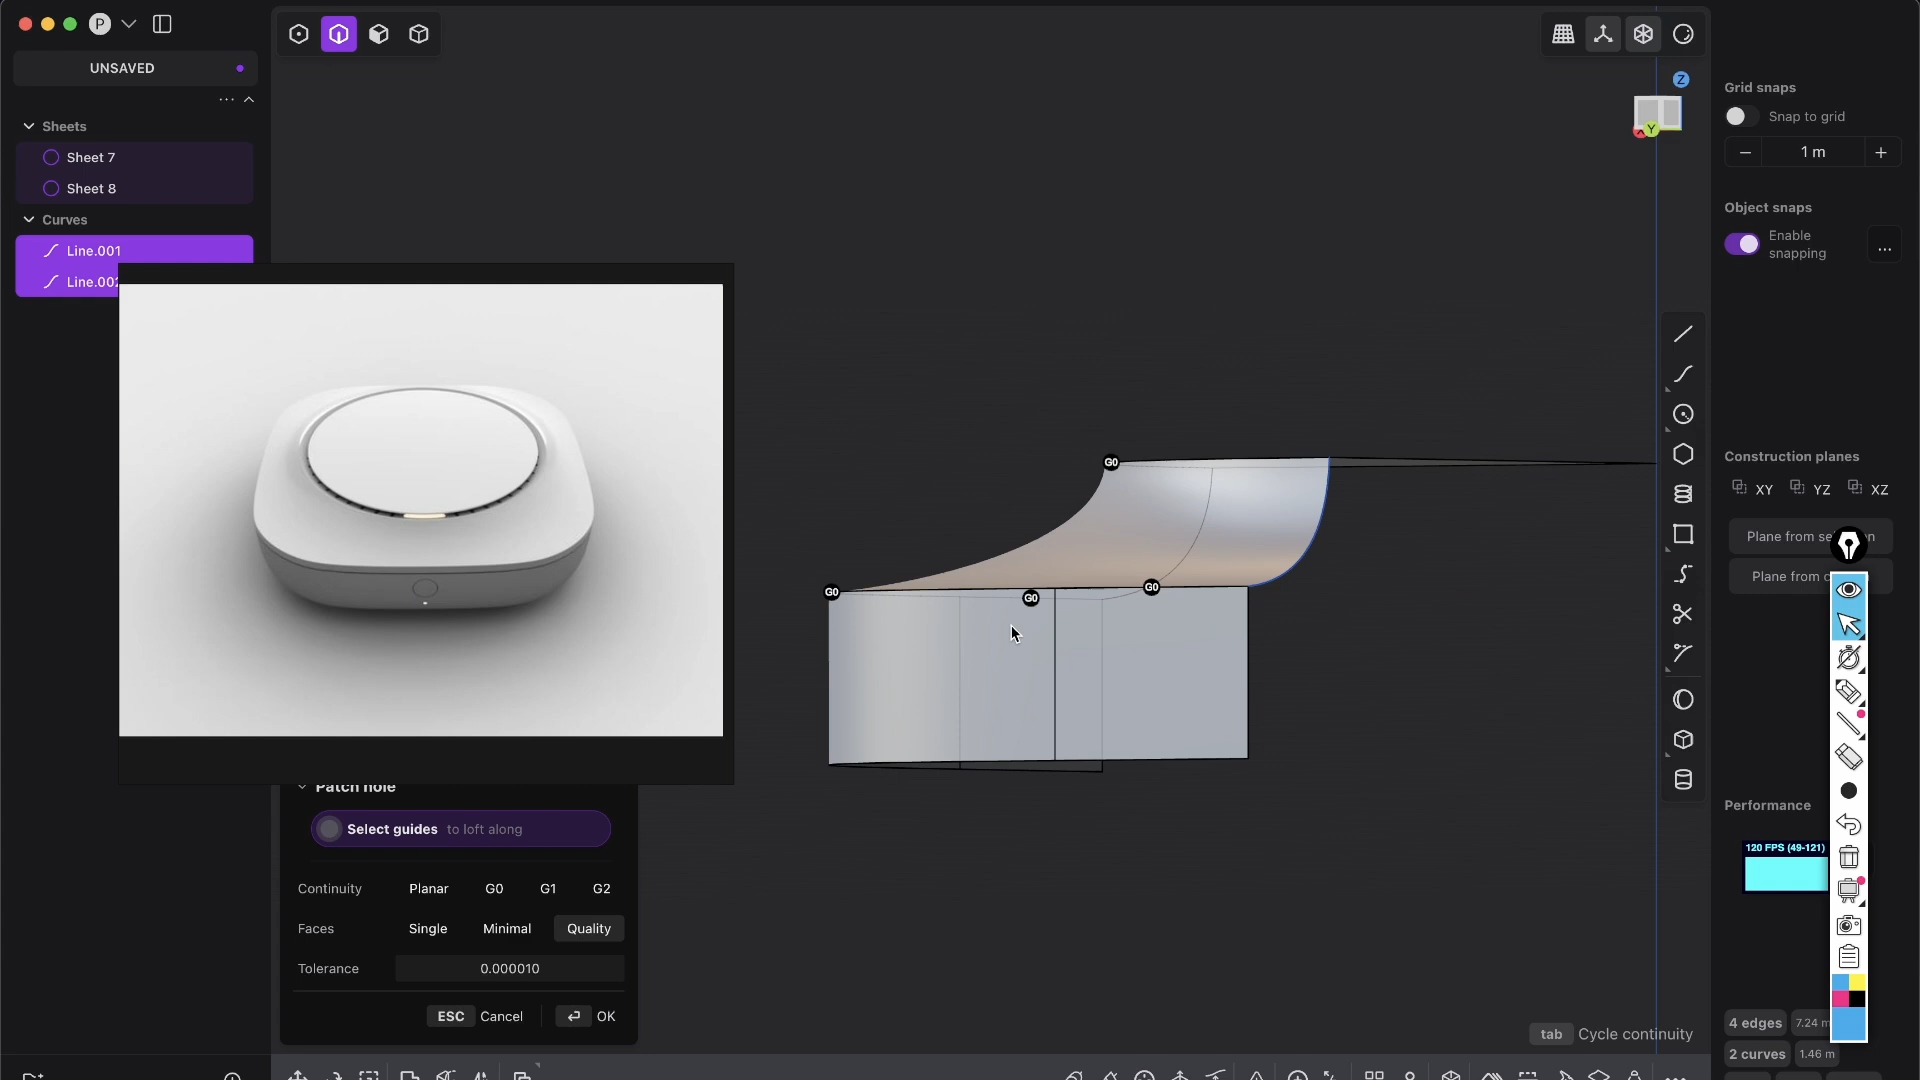 P
UNSAVED
Sheets
Sheet 7
Sheet 8
Curves
Line.001
Line.002
Z
X
Y
Grid snaps
Snap to grid
1 m
Object snaps
Enable
snapping
Construction planes
XY YZ XZ
Plane from
Plane from
Performance
120 FPS (49-121)
G0
G0
G0
G0
Patch hole
Select guides to loft along
Continuity Planar G0 G1 G2
Faces Single Minimal Quality
Tolerance 0.000010
ESC Cancel OK
tab Cycle continuity
4 edges 7.24 m
2 curves 1.46 m